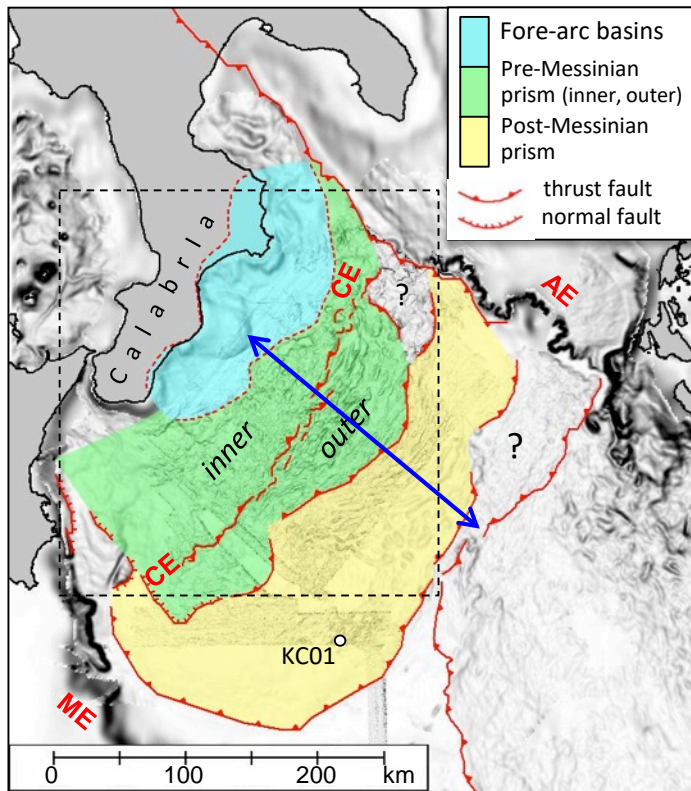 Fore-arc basins
Pre-Messinian
prism (inner, outer)
Post-Messinian
prism
thrust fault
normal fault
Calabria
CE
AE
?
inner
outer
?
CE
KC01
ME
0 100 200 km